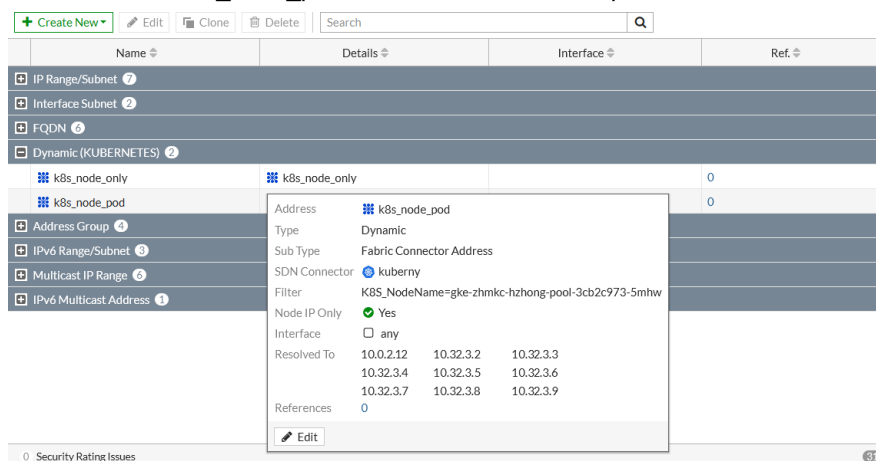 Create New Edit Clone Delete Search
Name Details Interface Ref.
IP Range/Subnet 7
Interface Subnet 2
FQDN 6
Dynamic (KUBERNETES) 2
k8s_node_only k8s_node_only 0
k8s_node_pod 0
Address Group 4
IPv6 Range/Subnet 3
Multicast IP Range 6
IPv6 Multicast Address 1
Address k8s_node_pod
Type Dynamic
Sub Type Fabric Connector Address
SDN Connector kuberny
Filter K8S_NodeName=gke-zhmkc-hzhong-pool-3cb2c973-5mhw
Node IP Only Yes
Interface any
Resolved To 10.0.2.12 10.32.3.2 10.32.3.3
10.32.3.4 10.32.3.5 10.32.3.6
10.32.3.7 10.32.3.8 10.32.3.9
References 0
Edit
0 Security Rating Issues